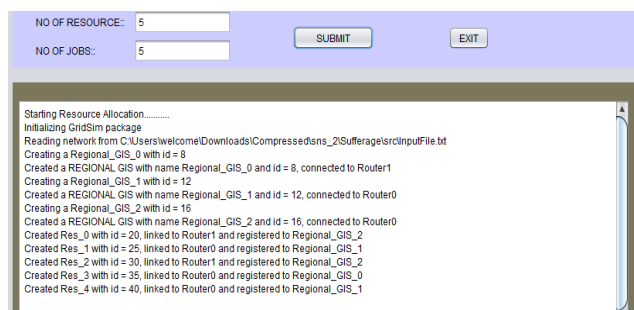 NO OF RESOURCE:: 5
SUBMIT EXIT
NO OF JOBS:: 5
Starting Resource Allocation...........
Initializing GridSim package
Reading network from C:\Users\welcome\Downloads\Compressed\sns_2\Sufferage\src\InputFile.txt
Creating a Regional_GIS_0 with id = 8
Created a REGIONAL GIS with name Regional_GIS_0 and id = 8, connected to Router1
Creating a Regional_GIS_1 with id = 12
Created a REGIONAL GIS with name Regional_GIS_1 and id = 12, connected to Router0
Creating a Regional_GIS_2 with id = 16
Created a REGIONAL GIS with name Regional_GIS_2 and id = 16, connected to Router0
Created Res_0 with id = 20, linked to Router1 and registered to Regional_GIS_2
Created Res_1 with id = 25, linked to Router0 and registered to Regional_GIS_1
Created Res_2 with id = 30, linked to Router1 and registered to Regional_GIS_2
Created Res_3 with id = 35, linked to Router0 and registered to Regional_GIS_0
Created Res_4 with id = 40, linked to Router0 and registered to Regional_GIS_1